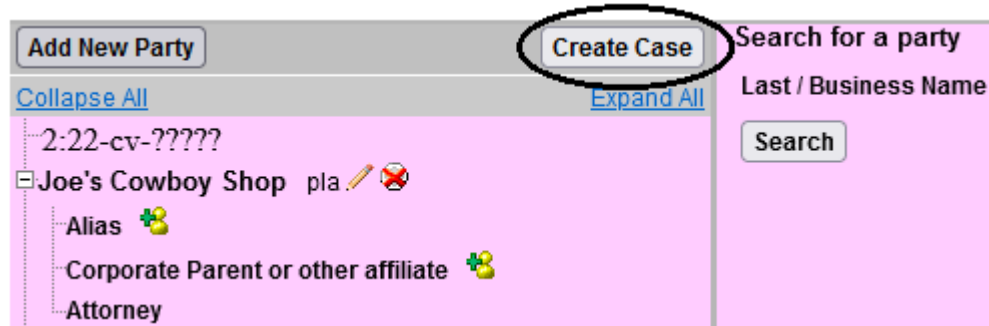 Add New Party
Create Case
Search for a party
Collapse All
Expand All
Last / Business Name
2:22-cv-?????
Search
Joe's Cowboy Shop pla
Alias
Corporate Parent or other affiliate
Attorney